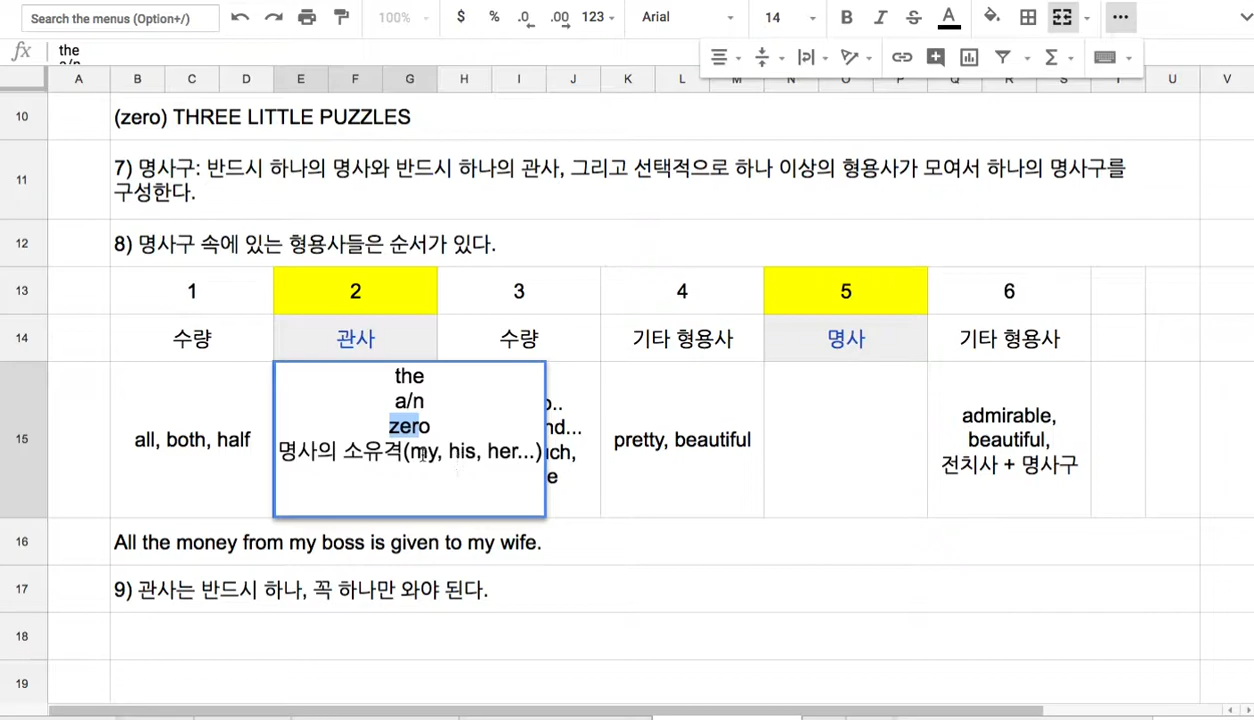 Search the menus (Option+/)
100%
$ % .0 .00 123
Arial
14
B I S A
fx
the
A B C D E F G H I J K L M N O P Q R S T U V
10 (zero) THREE LITTLE PUZZLES
11 7) 명사구: 반드시 하나의 명사와 반드시 하나의 관사, 그리고 선택적으로 하나 이상의 형용사가 모여서 하나의 명사구를
구성한다.
12 8) 명사구 속에 있는 형용사들은 순서가 있다.
13 1 2 3 4 5 6
14 수량 관사 수량 기타 형용사 명사 기타 형용사
15
all, both, half
the
a/n
zero
명사의 소유격(my, his, her...)
pretty, beautiful
admirable,
beautiful,
전치사 + 명사구
16 All the money from my boss is given to my wife.
17 9) 관사는 반드시 하나, 꼭 하나만 와야 된다.
18
19